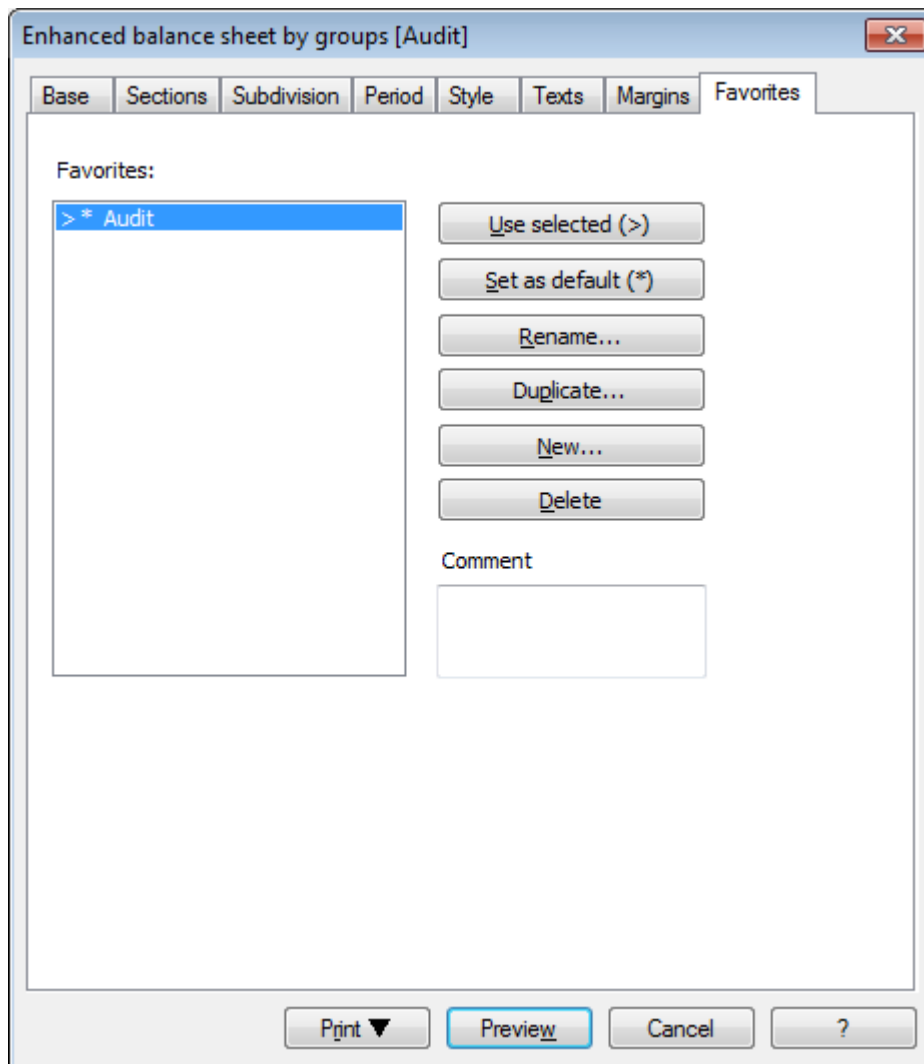 Enhanced balance sheet by groups [Audit]
Base Sections Subdivision Period Style Texts Margins Favorites
Favorites:
> * Audit
Use selected (>)
Set as default (*)
Rename...
Duplicate...
New...
Delete
Comment
Print ▼ Preview Cancel ?